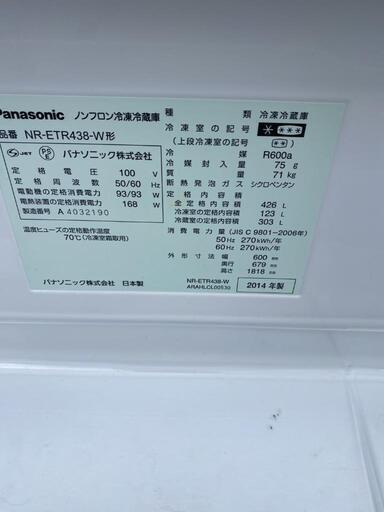 Panasonic ノンフロン冷凍冷蔵庫
品番 NR-ETR438-W形
JET PSE パナソニック株式会社
定格電圧 100 V
定格周波数 50/60 Hz
電動機の定格消費電力 93/93 W
電熱装置の定格消費電力 168 W
製造番号 A 4032190
温度ヒューズの定格動作温度
70℃(冷凍室霜取用)
パナソニック株式会社 日本製
種類 冷凍冷蔵庫
冷凍室の記号 * ***
(上段冷凍室の記号 **)
冷媒 R600a
冷媒封入量 75 g
質量 71 kg
断熱発泡ガス シクロペンタン
定格内容積
全定格内容積 426 L
冷凍室の定格内容積 123 L
冷蔵室の定格内容積 303 L
消費電力量(JIS C 9801-2006年)
50Hz 270kWh/年
60Hz 270kWh/年
外形寸法 幅 600 mm
奥行 679 mm
高さ 1818 mm
NR-ETR438-W
ARAHLCL00530
2014年製